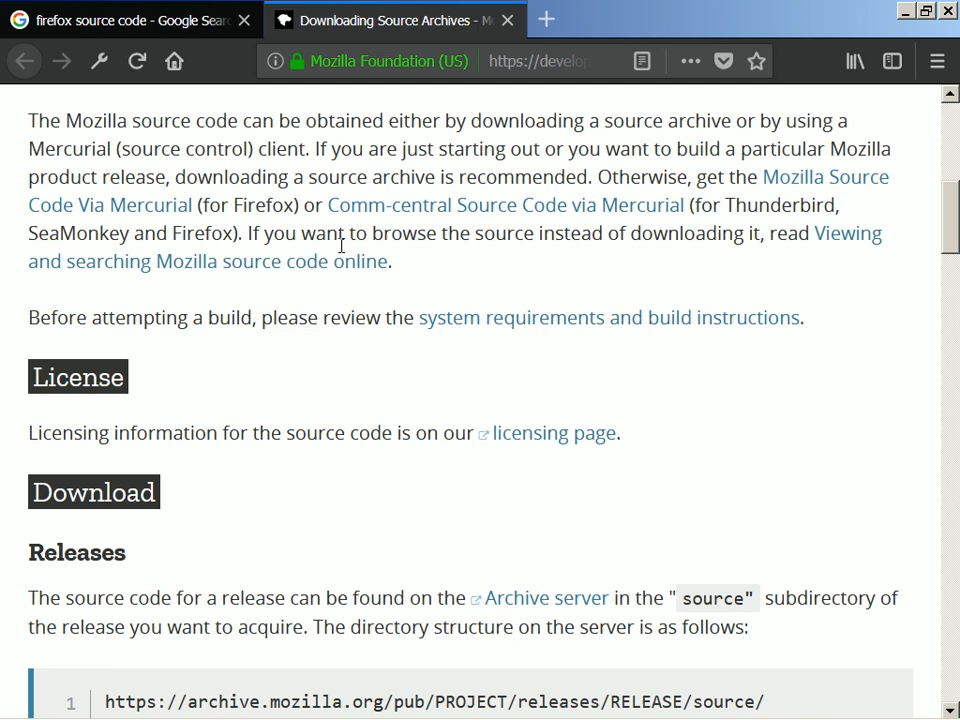 firefox source code - Google Sear
Downloading Source Archives - M
Mozilla Foundation (US)
https://develop
The Mozilla source code can be obtained either by downloading a source archive or by using a
Mercurial (source control) client. If you are just starting out or you want to build a particular Mozilla
product release, downloading a source archive is recommended. Otherwise, get the Mozilla Source
Code Via Mercurial (for Firefox) or Comm-central Source Code via Mercurial (for Thunderbird,
SeaMonkey and Firefox). If you want to browse the source instead of downloading it, read Viewing
and searching Mozilla source code online.
Before attempting a build, please review the system requirements and build instructions.
License
Licensing information for the source code is on our licensing page.
Download
Releases
The source code for a release can be found on the Archive server in the "source" subdirectory of
the release you want to acquire. The directory structure on the server is as follows:
1 https://archive.mozilla.org/pub/PROJECT/releases/RELEASE/source/